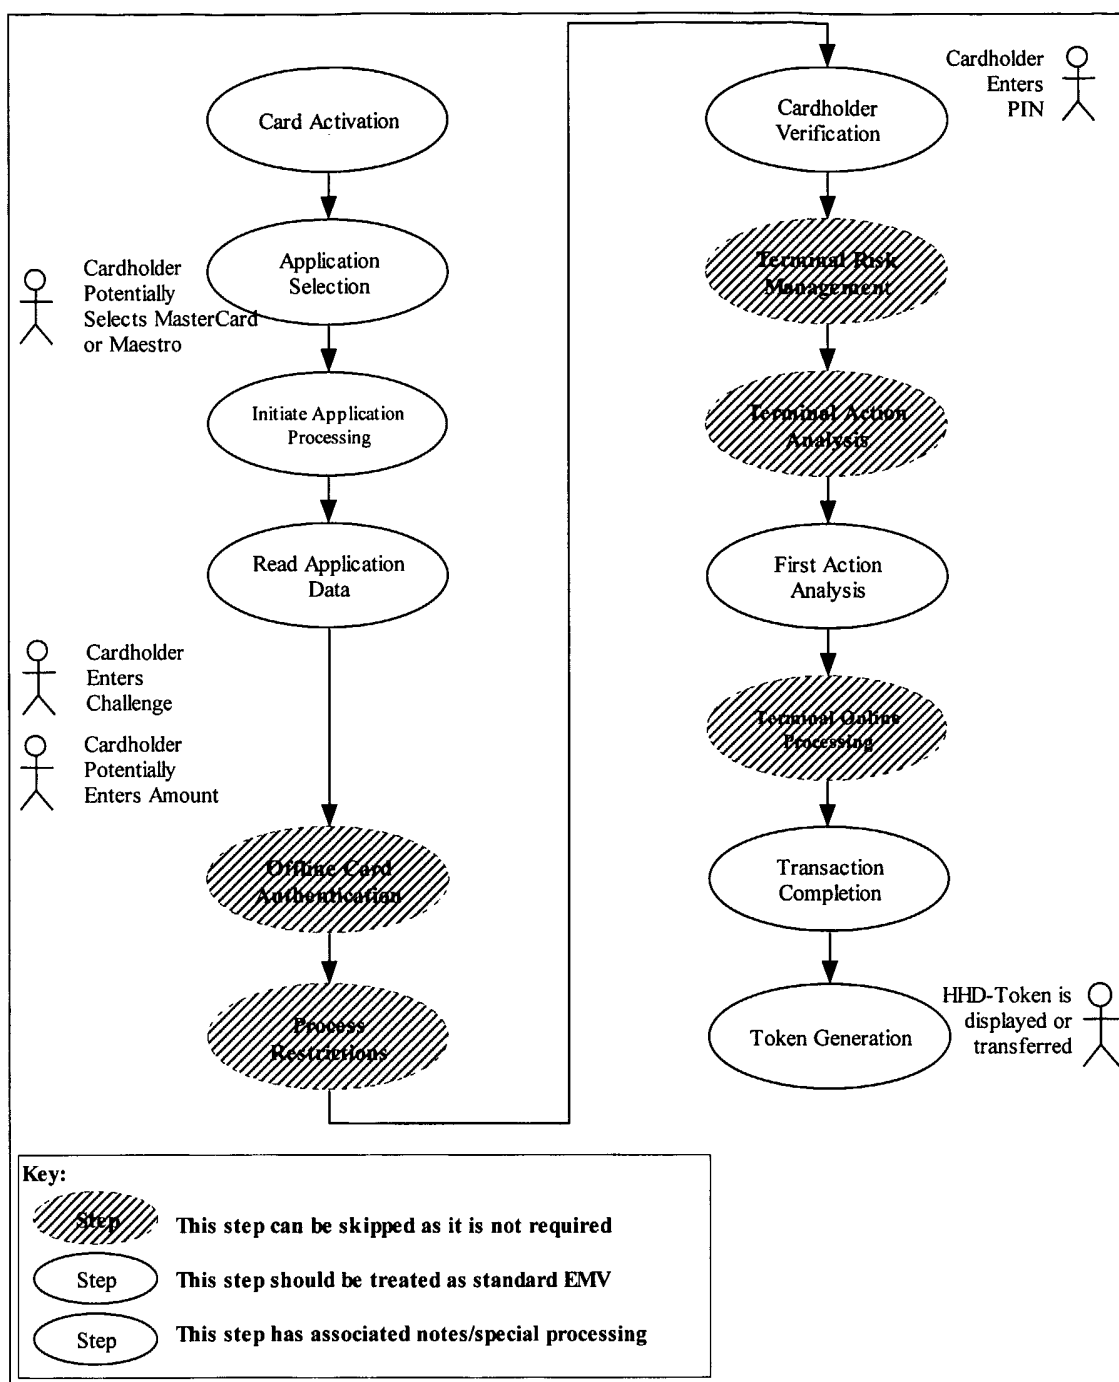 Card Activation
Application
Selection
Cardholder
Potentially
Selects MasterCard
or Maestro
Initiate Application
Processing
Read Application
Data
Cardholder
Enters
Challenge
Cardholder
Potentially
Enters Amount
Offline Card
Authentication
Process
Restrictions
Cardholder
Verification
Cardholder
Enters
PIN
Terminal Risk
Management
Terminal Action
Analysis
First Action
Analysis
Terminal Online
Processing
Transaction
Completion
Token Generation
HHD-Token is
displayed or
transferred
Key:
Step
This step can be skipped as it is not required
Step
This step should be treated as standard EMV
Step
This step has associated notes/special processing